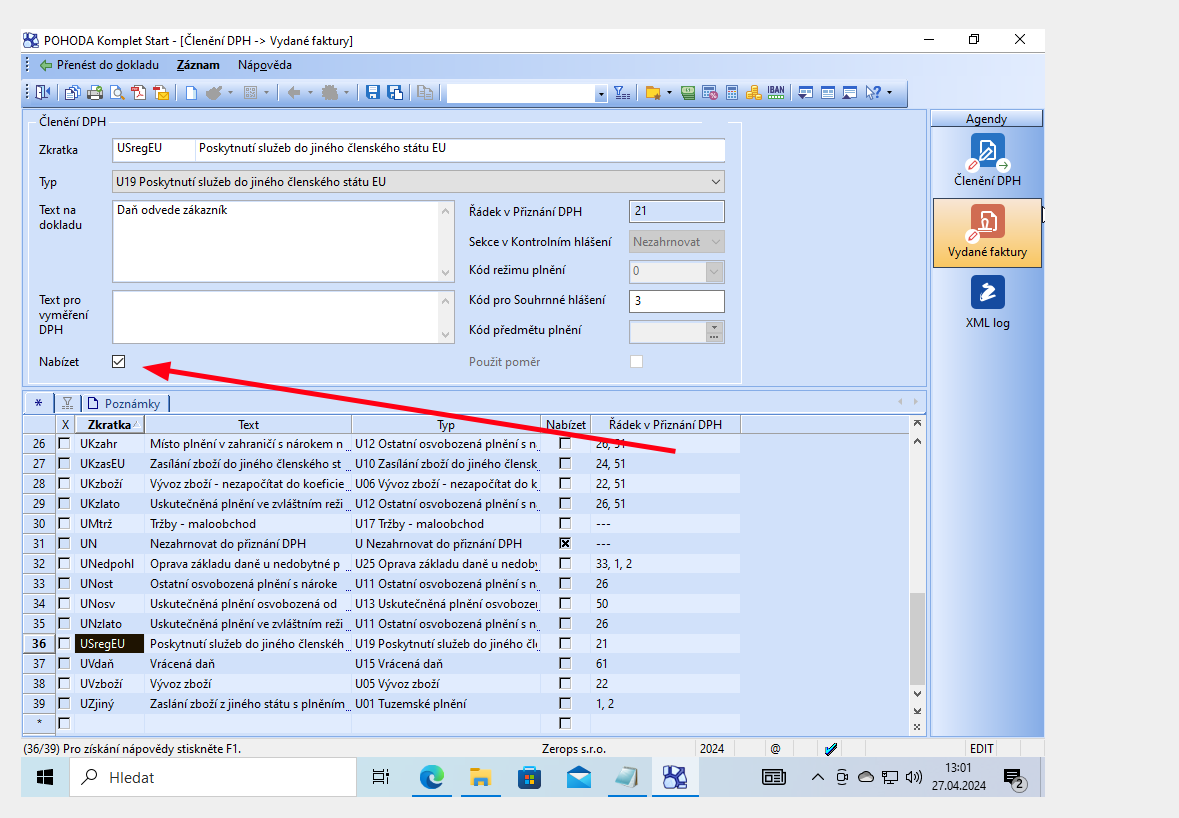 POHODA Komplet Start - [Členění DPH -> Vydané faktury]
Přenést do dokladu Záznam Nápověda
IBAN
Členění DPH
Zkratka USregEU Poskytnutí služeb do jiného členského státu EU
Typ U19 Poskytnutí služeb do jiného členského státu EU
Text na dokladu Daň odvede zákazník
Řádek v Přiznání DPH 21
Sekce v Kontrolním hlášení Nezahrnovat
Kód režimu plnění 0
Text pro vyměření DPH
Kód pro Souhrnné hlášení 3
Kód předmětu plnění
Nabízet
Použít poměr
Agendy
Členění DPH
Vydané faktury
XML log
* Poznámky
X Zkratka Text Typ Nabízet Řádek v Přiznání DPH
26 UKzahr Místo plnění v zahraničí s nárokem n... U12 Ostatní osvobozená plnění s n... 26, 51
27 UKzasEU Zasílání zboží do jiného členského st... U10 Zasílání zboží do jiného člensk... 24, 51
28 UKzboží Vývoz zboží - nezapočítat do koeficie... U06 Vývoz zboží - nezapočítat do k... 22, 51
29 UKzlato Uskutečněná plnění ve zvláštním reži... U12 Ostatní osvobozená plnění s n... 26, 51
30 UMtrž Tržby - maloobchod U17 Tržby - maloobchod ---
31 UN Nezahrnovat do přiznání DPH U Nezahrnovat do přiznání DPH ---
32 UNedpohl Oprava základu daně u nedobytné p... U25 Oprava základu daně u nedoby... 33, 1, 2
33 UNost Ostatní osvobozená plnění s nároke... U11 Ostatní osvobozená plnění s n... 26
34 UNosv Uskutečněná plnění osvobozená od ... U13 Uskutečněná plnění osvobozen... 50
35 UNzlato Uskutečněná plnění ve zvláštním reži... U11 Ostatní osvobozená plnění s n... 26
36 USregEU Poskytnutí služeb do jiného členskéh... U19 Poskytnutí služeb do jiného čle... 21
37 UVdaň Vrácená daň U15 Vrácená daň 61
38 UVzboží Vývoz zboží U05 Vývoz zboží 22
39 UZjiný Zaslání zboží z jiného státu s plněním... U01 Tuzemské plnění 1, 2
*
(36/39) Pro získání nápovědy stiskněte F1. Zerops s.r.o. 2024 @ EDIT
Hledat
13:01
27.04.2024
2